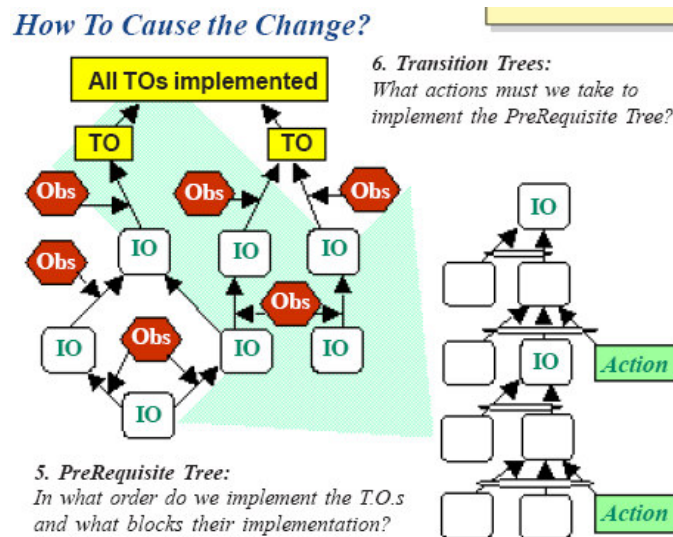 How To Cause the Change?
All TOs implemented
TO
TO
Obs
Obs
Obs
IO
IO
IO
Obs
Obs
Obs
IO
IO
IO
IO
5. PreRequisite Tree:
In what order do we implement the T.O.s
and what blocks their implementation?
6. Transition Trees:
What actions must we take to
implement the PreRequisite Tree?
IO
IO
Action
Action